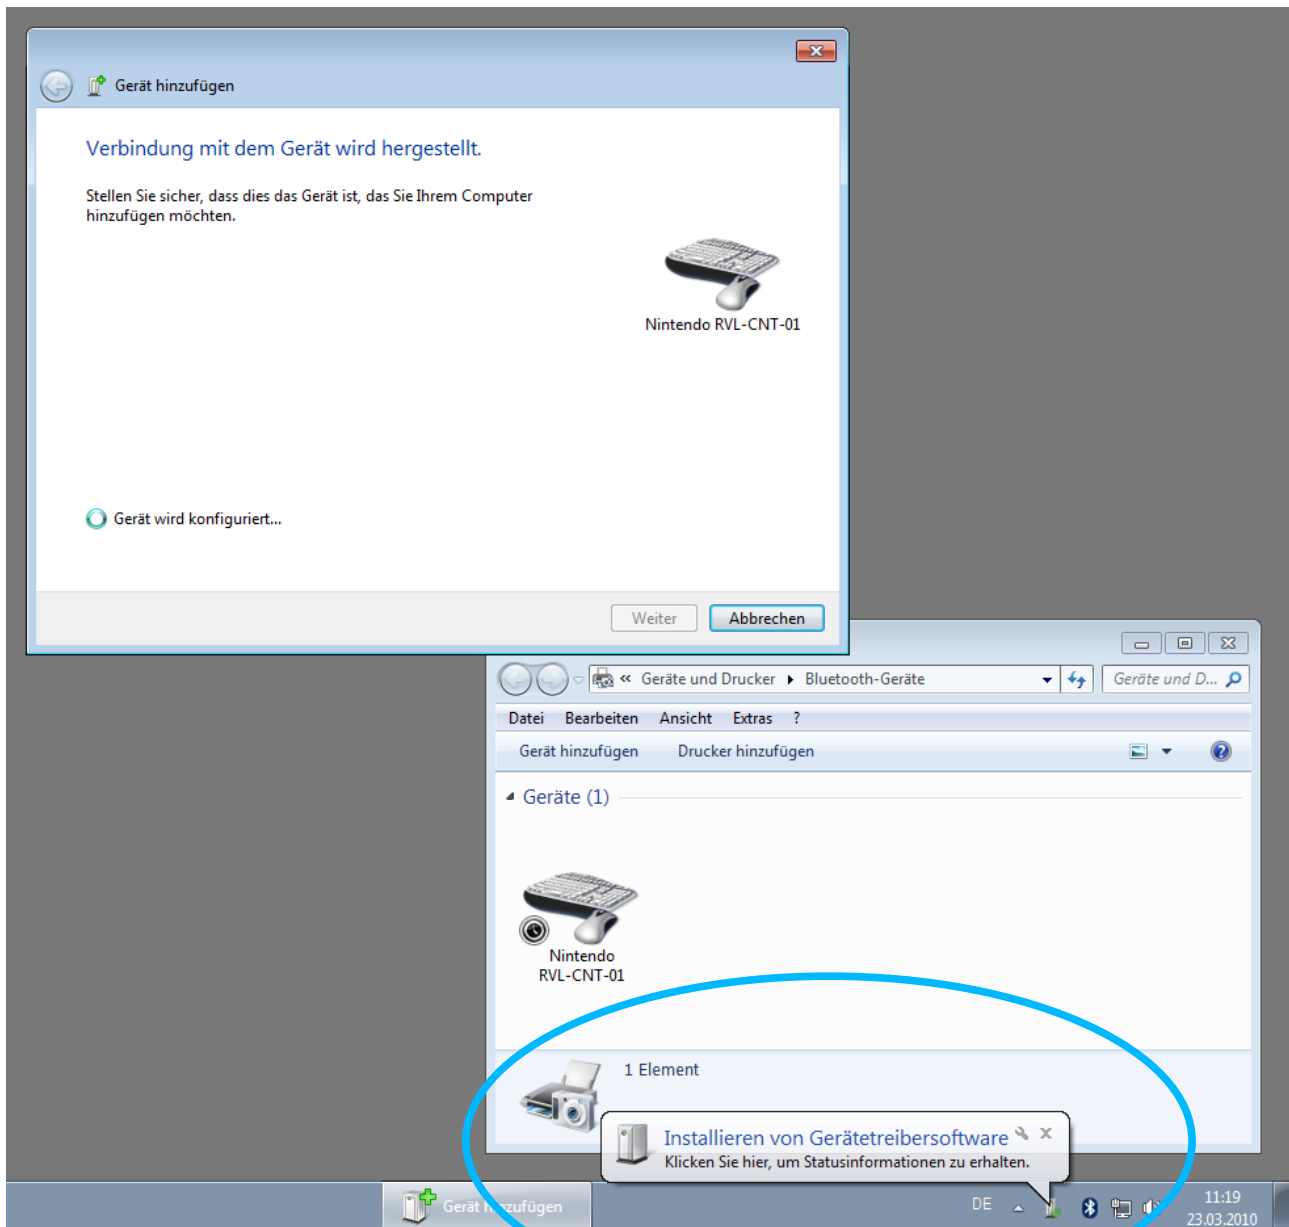 Gerät hinzufügen
Verbindung mit dem Gerät wird hergestellt.
Stellen Sie sicher, dass dies das Gerät ist, das Sie Ihrem Computer
hinzufügen möchten.
Nintendo RVL-CNT-01
Gerät wird konfiguriert...
Weiter
Abbrechen
« Geräte und Drucker Bluetooth-Geräte
Geräte und D...
Datei Bearbeiten Ansicht Extras ?
Gerät hinzufügen Drucker hinzufügen
Geräte (1)
Nintendo
RVL-CNT-01
1 Element
Installieren von Gerätetreibersoftware
Klicken Sie hier, um Statusinformationen zu erhalten.
Gerät hinzufügen
DE
11:19
23.03.2010